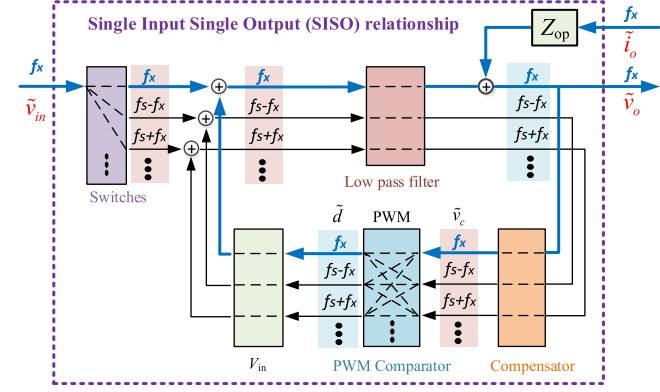 Single Input Single Output (SISO) relationship
fx
ĩo
Zop
fx
ṽin
fx
fs-fx
fs+fx
fx
fs-fx
fs+fx
fx
fs-fx
fs+fx
fx
ṽo
Switches
Low pass filter
d̃
PWM
ṽc
fx
fs-fx
fs+fx
fx
fs-fx
fs+fx
Vin
PWM Comparator
Compensator